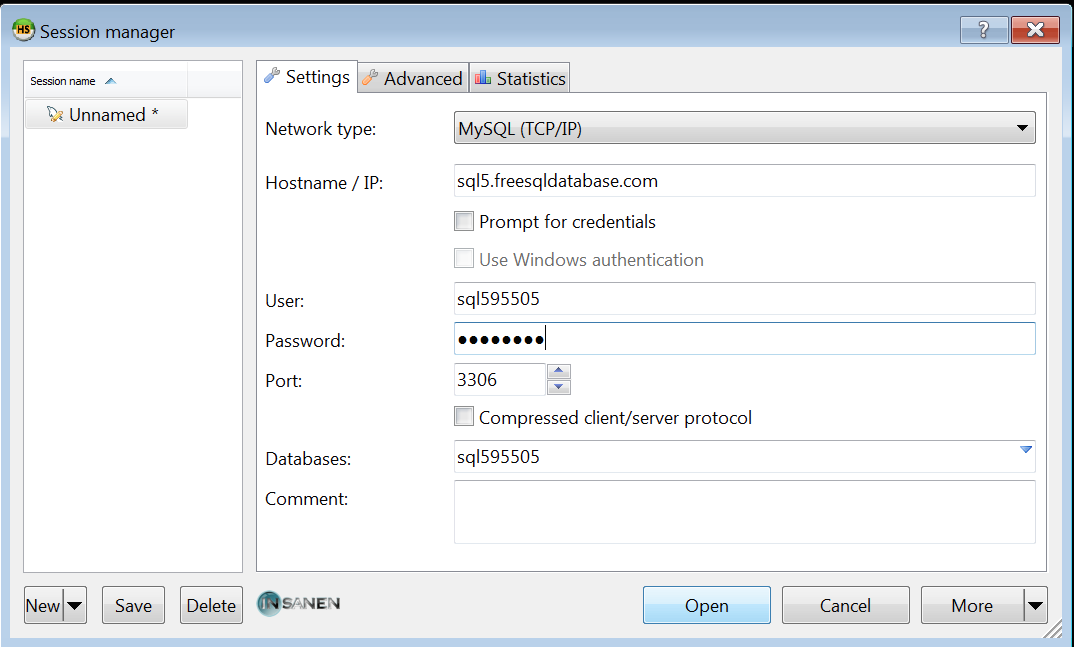 HS Session manager
?
Session name
Unnamed *
Settings Advanced Statistics
Network type: MySQL (TCP/IP)
Hostname / IP: sql5.freesqldatabase.com
Prompt for credentials
Use Windows authentication
User: sql595505
Password: ●●●●●●●●
Port: 3306
Compressed client/server protocol
Databases: sql595505
Comment:
New Save Delete INSANEN Open Cancel More